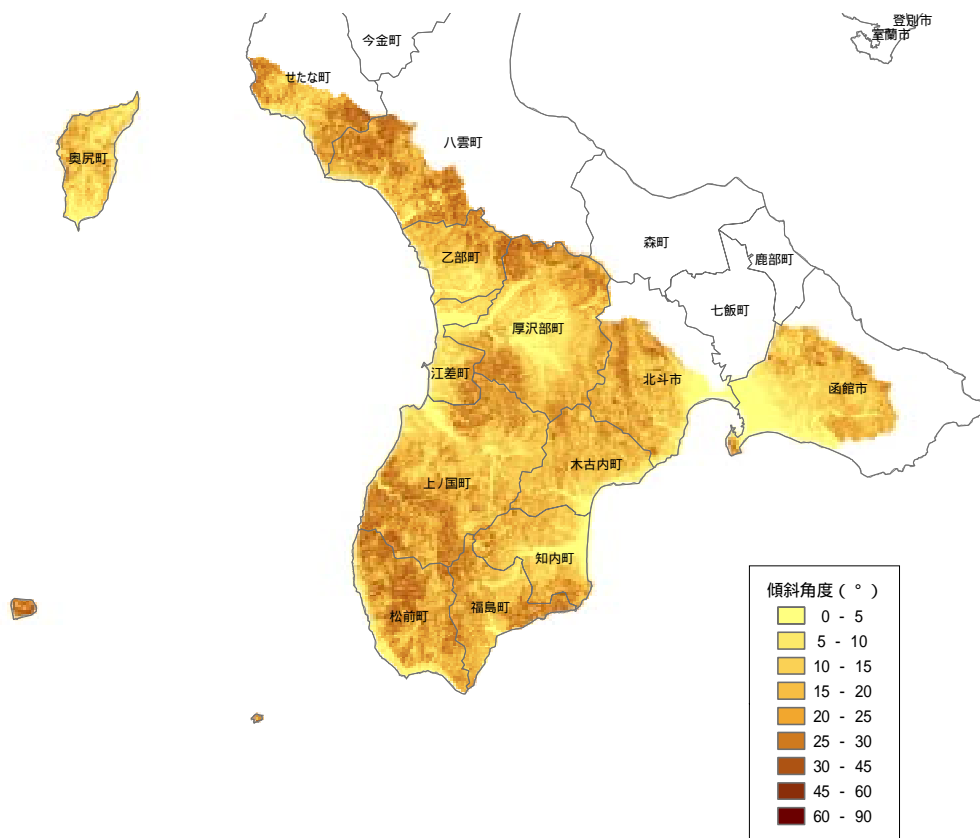 登別市
室蘭市
今金町
せたな町
八雲町
奥尻町
森町
乙部町
鹿部町
七飯町
厚沢部町
江差町
北斗市
函館市
木古内町
上ノ国町
知内町
福島町
松前町
傾斜角度(°)
0 - 5
5 - 10
10 - 15
15 - 20
20 - 25
25 - 30
30 - 45
45 - 60
60 - 90